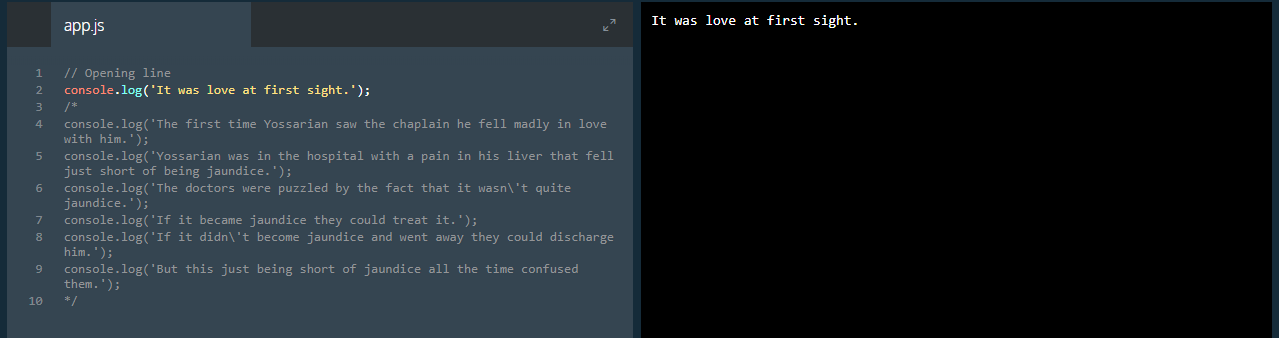 app.js
1 // Opening line
2 console.log('It was love at first sight.');
3 /*
4 console.log('The first time Yossarian saw the chaplain he fell madly in love
with him.');
5 console.log('Yossarian was in the hospital with a pain in his liver that fell
just short of being jaundice.');
6 console.log('The doctors were puzzled by the fact that it wasn\'t quite
jaundice.');
7 console.log('If it became jaundice they could treat it.');
8 console.log('If it didn\'t become jaundice and went away they could discharge
him.');
9 console.log('But this just being short of jaundice all the time confused
them.');
10 */
It was love at first sight.